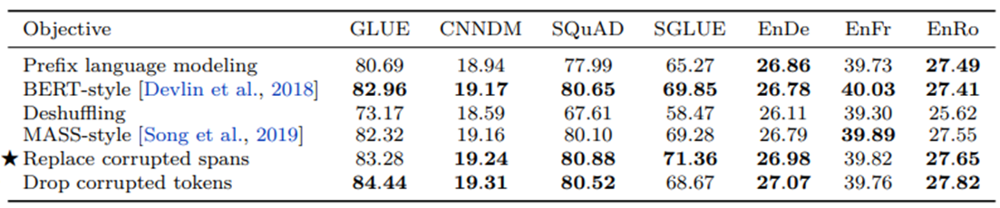 Objective GLUE CNNDM SQuAD SGLUE EnDe EnFr EnRo
Prefix language modeling 80.69 18.94 77.99 65.27 26.86 39.73 27.49
BERT-style [Devlin et al., 2018] 82.96 19.17 80.65 69.85 26.78 40.03 27.41
Deshuffling 73.17 18.59 67.61 58.47 26.11 39.30 25.62
MASS-style [Song et al., 2019] 82.32 19.16 80.10 69.28 26.79 39.89 27.55
★ Replace corrupted spans 83.28 19.24 80.88 71.36 26.98 39.82 27.65
Drop corrupted tokens 84.44 19.31 80.52 68.67 27.07 39.76 27.82